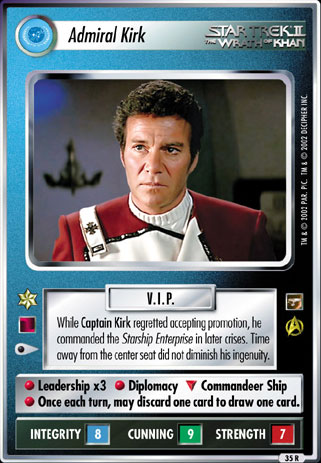 Admiral Kirk
STAR TREK II
THE WRATH OF KHAN
TM & © 2002 PAR. PIC. TM & © 2002 DECIPHER INC.
V.I.P.
While Captain Kirk regretted accepting promotion, he
commanded the Starship Enterprise in later crises. Time
away from the center seat did not diminish his ingenuity.
Leadership x3 Diplomacy Commandeer Ship
Once each turn, may discard one card to draw one card.
INTEGRITY 8 CUNNING 9 STRENGTH 7
35 R